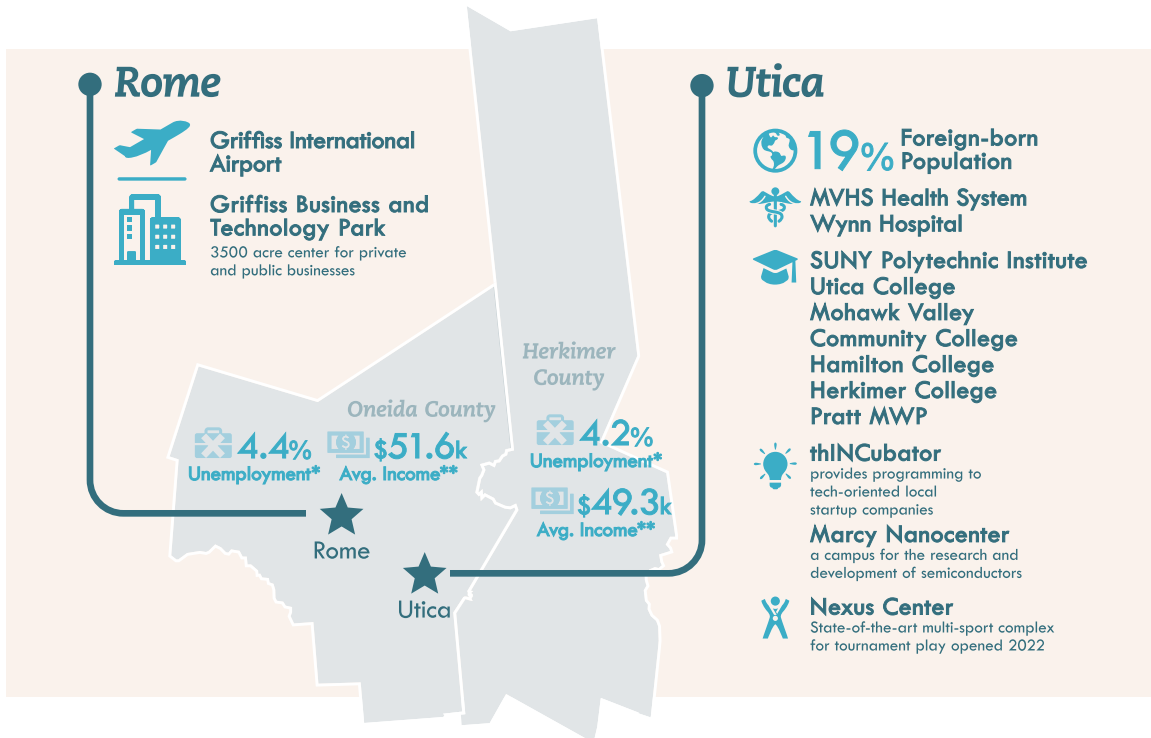 Rome
Griffiss International
Airport
Griffiss Business and
Technology Park
3500 acre center for private
and public businesses
Utica
19% Foreign-born
Population
MVHS Health System
Wynn Hospital
SUNY Polytechnic Institute
Utica College
Mohawk Valley
Community College
Hamilton College
Herkimer College
Pratt MWP
thINCubator
provides programming to
tech-oriented local
startup companies
Marcy Nanocenter
a campus for the research and
development of semiconductors
Nexus Center
State-of-the-art multi-sport complex
for tournament play opened 2022
Oneida County
4.4%
Unemployment*
$
$51.6k
Avg. Income**
Herkimer
County
4.2%
Unemployment*
$
$49.3k
Avg. Income**
Rome
Utica